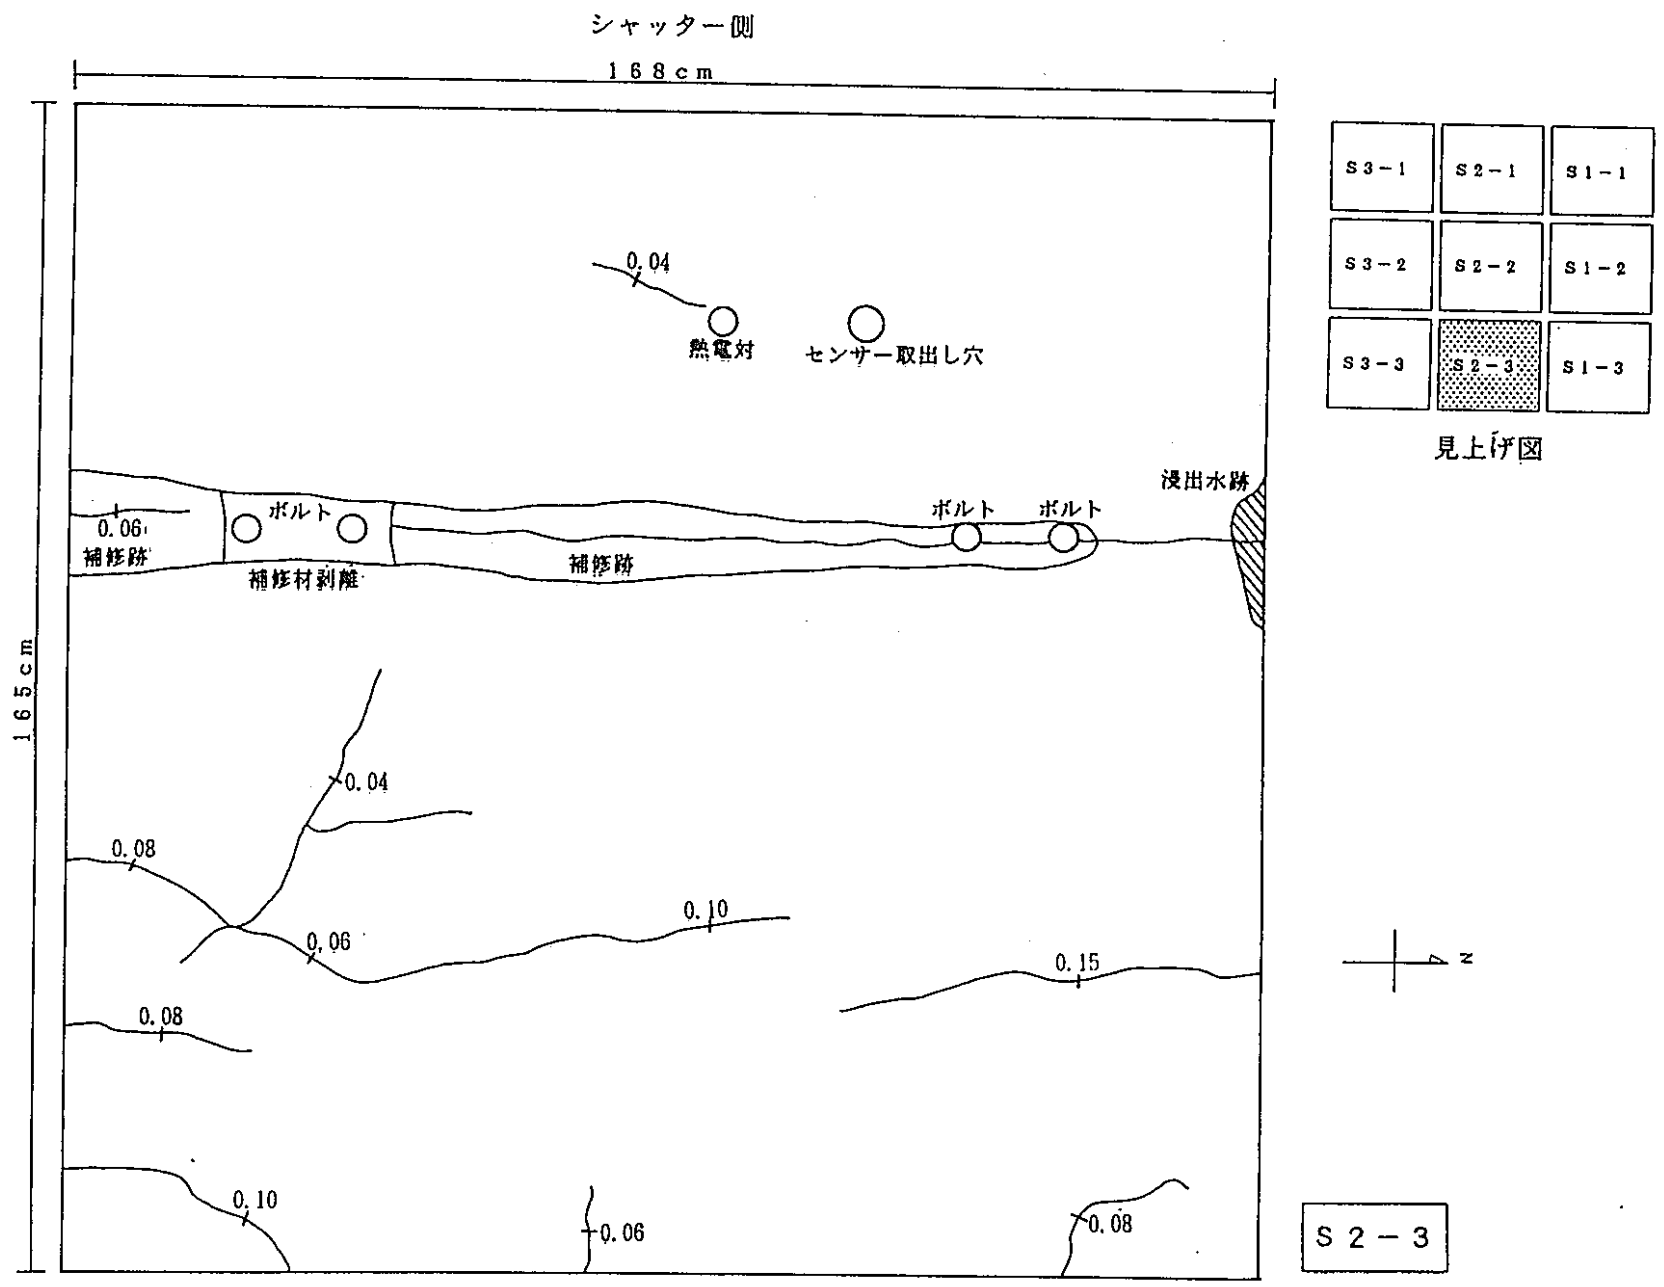 シャッター側
168cm
165cm
S3-1
S2-1
S1-1
S3-2
S2-2
S1-2
S3-3
S2-3
S1-3
見上げ図
0.04
熱電対
センサー取出し穴
浸出水跡
ボルト
ボルト
ボルト
0.06
補修跡
補修材剥離
補修跡
0.04
0.08
0.06
0.10
0.15
0.08
N
0.10
0.06
0.08
S2-3